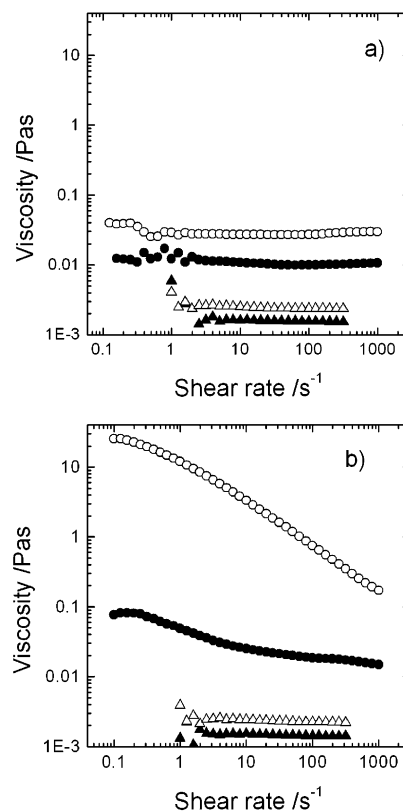 a)
10
1
0.1
0.01
1E-3
Viscosity /Pas
0.1 1 10 100 1000
Shear rate /s⁻¹
b)
10
1
0.1
0.01
1E-3
Viscosity /Pas
0.1 1 10 100 1000
Shear rate /s⁻¹